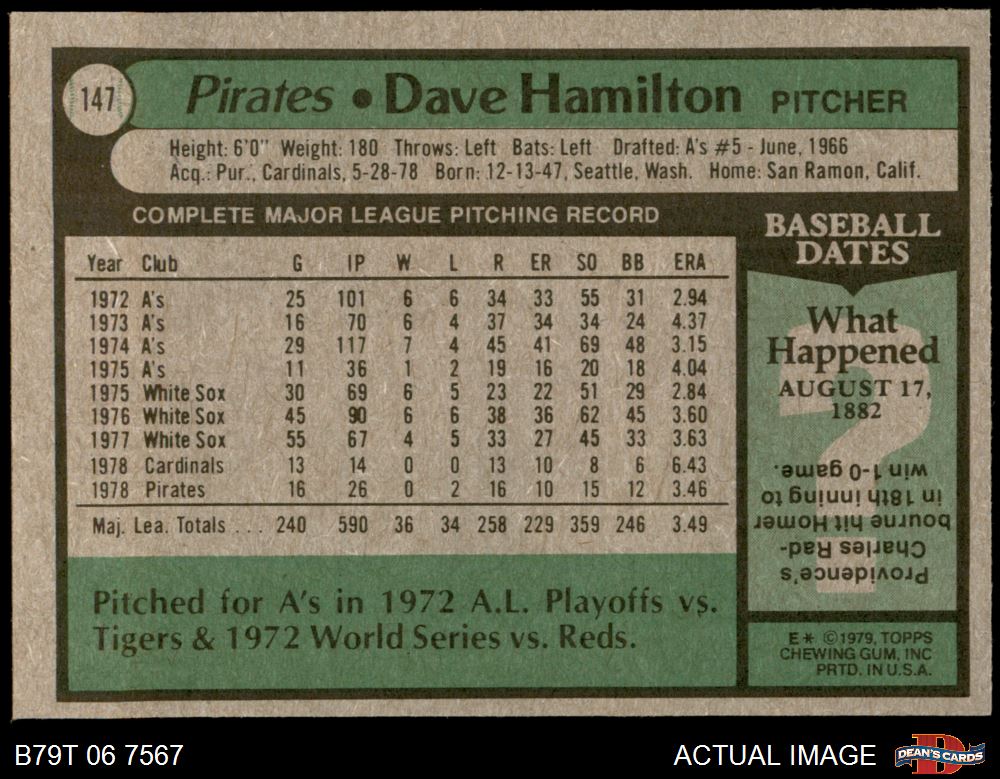 147
Pirates • Dave Hamilton PITCHER
Height: 6'0" Weight: 180 Throws: Left Bats: Left Drafted: A's #5 - June, 1966
Acq.: Pur., Cardinals, 5-28-78 Born: 12-13-47, Seattle, Wash. Home: San Ramon, Calif.
COMPLETE MAJOR LEAGUE PITCHING RECORD
Year Club G IP W L R ER SO BB ERA
1972 A's 25 101 6 6 34 33 55 31 2.94
1973 A's 16 70 6 4 37 34 34 24 4.37
1974 A's 29 117 7 4 45 41 69 48 3.15
1975 A's 11 36 1 2 19 16 20 18 4.04
1975 White Sox 30 69 6 5 23 22 51 29 2.84
1976 White Sox 45 90 6 6 38 36 62 45 3.60
1977 White Sox 55 67 4 5 33 27 45 33 3.63
1978 Cardinals 13 14 0 0 13 10 8 6 6.43
1978 Pirates 16 26 0 2 16 10 15 12 3.46
Maj. Lea. Totals . . . 240 590 36 34 258 229 359 246 3.49
Pitched for A's in 1972 A.L. Playoffs vs.
Tigers & 1972 World Series vs. Reds.
BASEBALL
DATES
What
Happened
AUGUST 17,
1882
Providence's
Charles Rad-
bourne hit Homer
in 18th inning to
win 1-0 game.
E* ©1979, TOPPS
CHEWING GUM, INC
PRTD. IN U.S.A.
B79T 06 7567
ACTUAL IMAGE
DEAN'S CARDS